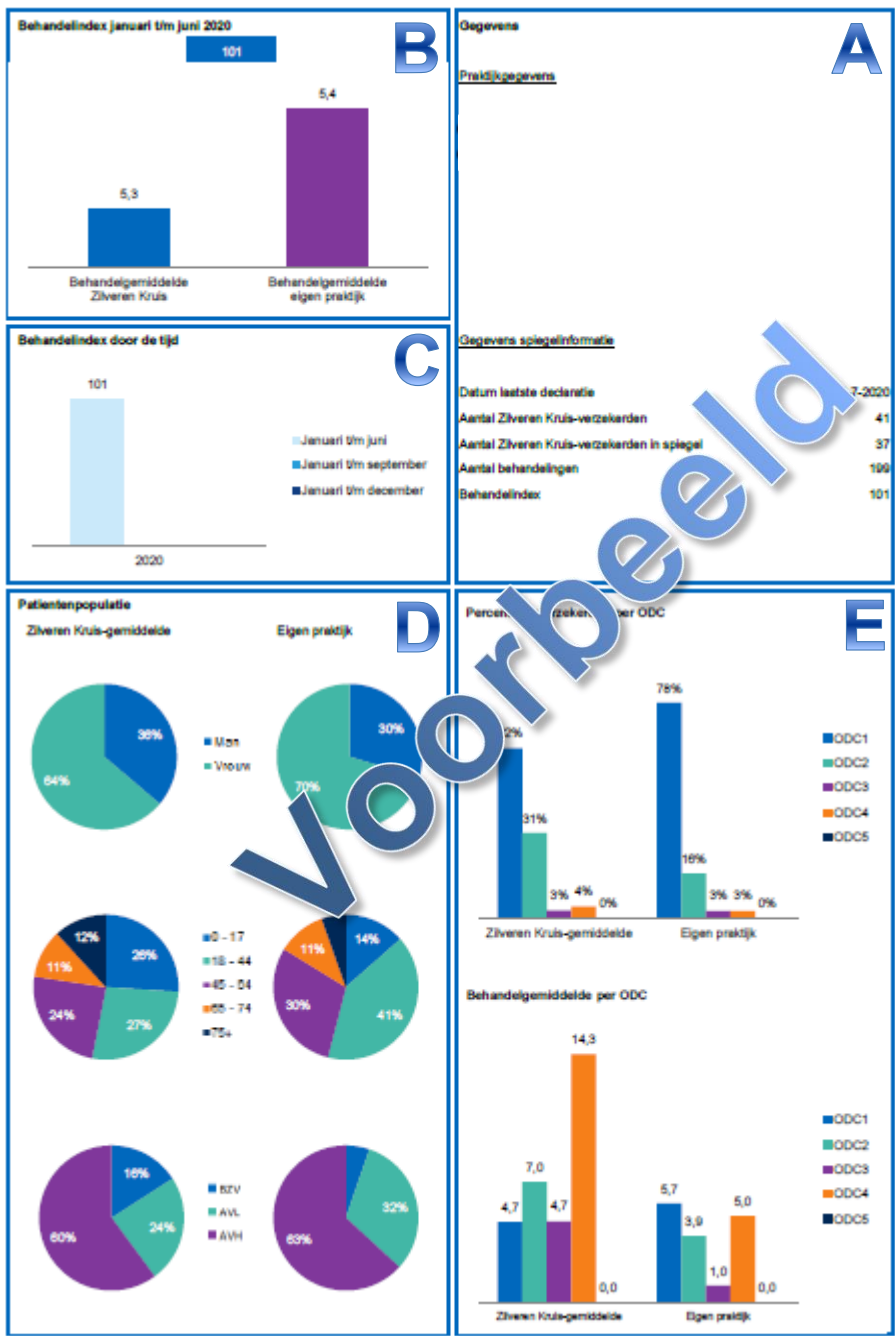 Behandelindex januari t/m juni 2020
B
101
5,4
5,3
Behandelgemiddelde
Zilveren Kruis
Behandelgemiddelde
eigen praktijk
Gegevens
A
Praktijkgegevens
Gegevens spiegelinformatie
Datum laatste declaratie 7-2020
Aantal Zilveren Kruis-verzekerden 41
Aantal Zilveren Kruis-verzekerden in spiegel 37
Aantal behandelingen 199
Behandelindex 101
Behandelindex door de tijd
C
101
Januari t/m juni
Januari t/m september
Januari t/m december
2020
Voorbeeld
Patientenpopulatie
D
Zilveren Kruis-gemiddelde
Eigen praktijk
36%
64%
Man
Vrouw
30%
70%
12%
26%
11%
24%
27%
0 - 17
18 - 44
45 - 64
65 - 74
75+
14%
11%
30%
41%
16%
24%
60%
BZV
AVL
AVH
32%
63%
per ODC
E
2%
31%
3%
4%
0%
78%
16%
3%
3%
0%
Zilveren Kruis-gemiddelde
Eigen praktijk
ODC1
ODC2
ODC3
ODC4
ODC5
Behandelgemiddelde per ODC
4,7
7,0
4,7
14,3
0,0
5,7
3,9
1,0
5,0
0,0
Zilveren Kruis-gemiddelde
Eigen praktijk
ODC1
ODC2
ODC3
ODC4
ODC5